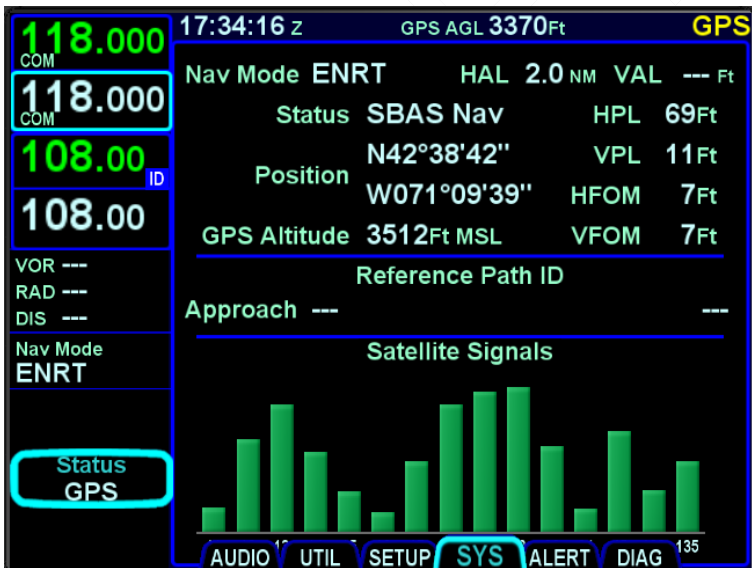 118.000
COM
118.000
COM
108.00
ID
108.00
VOR ---
RAD ---
DIS ---
Nav Mode
ENRT
Status
GPS
17:34:16 Z GPS AGL 3370Ft GPS
Nav Mode ENRT HAL 2.0 NM VAL --- Ft
Status SBAS Nav HPL 69Ft
Position N42°38'42'' VPL 11Ft
W071°09'39'' HFOM 7Ft
GPS Altitude 3512Ft MSL VFOM 7Ft
Reference Path ID
Approach --- ---
Satellite Signals
135
AUDIO UTIL SETUP SYS ALERT DIAG